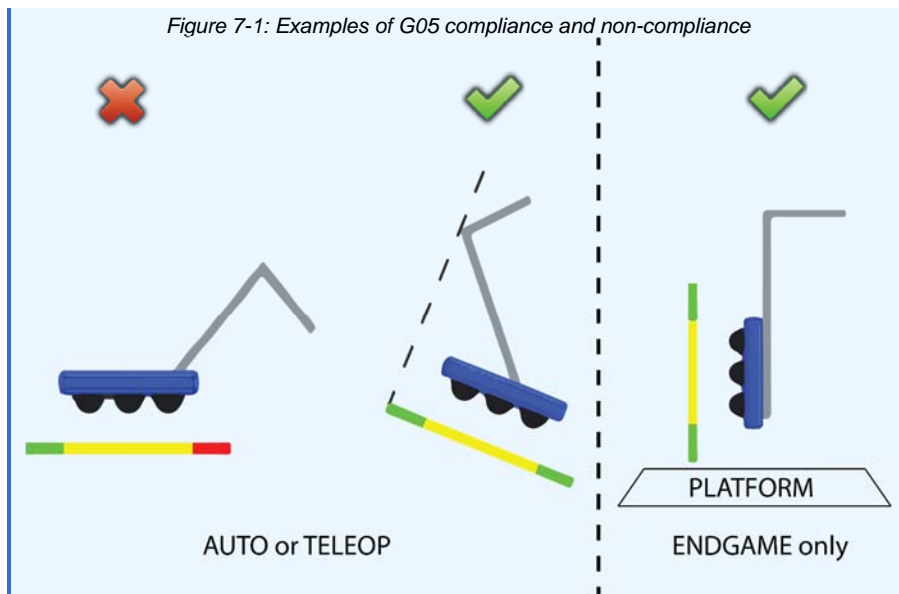 Figure 7-1: Examples of G05 compliance and non-compliance
PLATFORM
AUTO or TELEOP
ENDGAME only